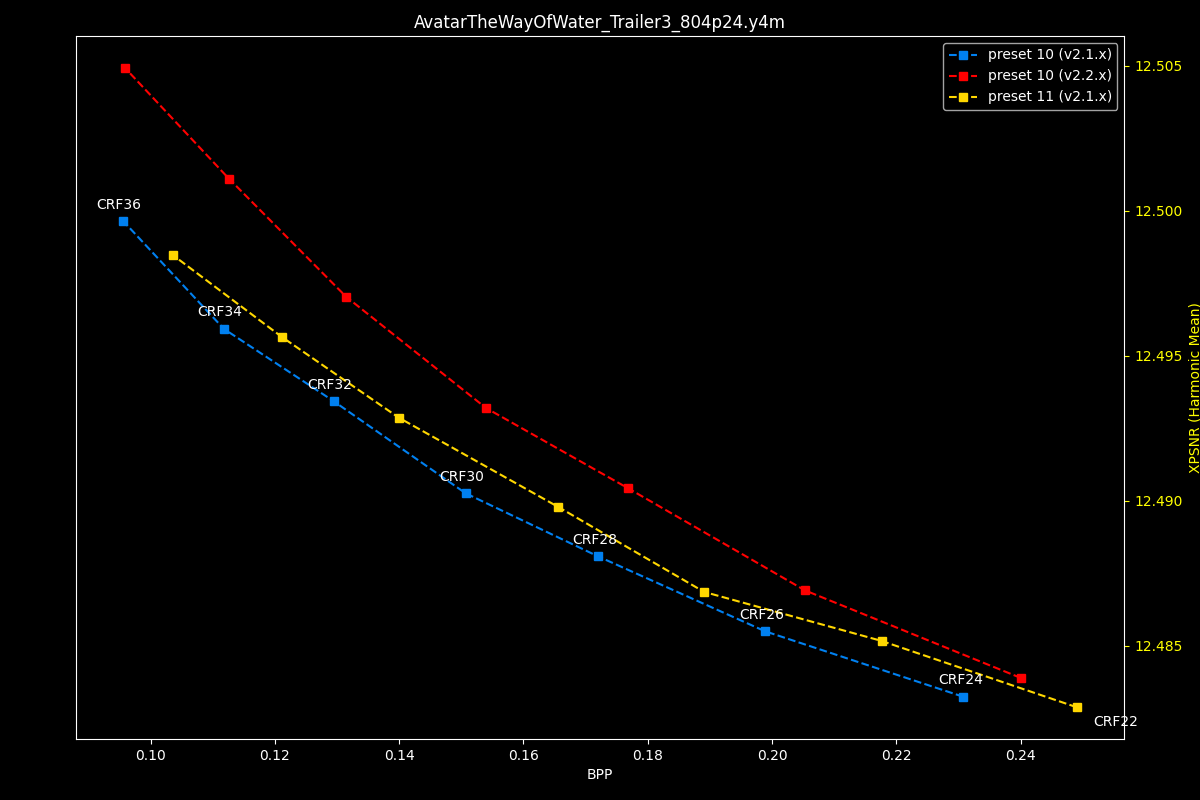 AvatarTheWayOfWater_Trailer3_804p24.y4m
preset 10 (v2.1.x)
preset 10 (v2.2.x)
preset 11 (v2.1.x)
12.505
12.500
12.495
12.490
12.485
XPSNR (Harmonic Mean)
CRF36
CRF34
CRF32
CRF30
CRF28
CRF26
CRF24
CRF22
0.10 0.12 0.14 0.16 0.18 0.20 0.22 0.24
BPP